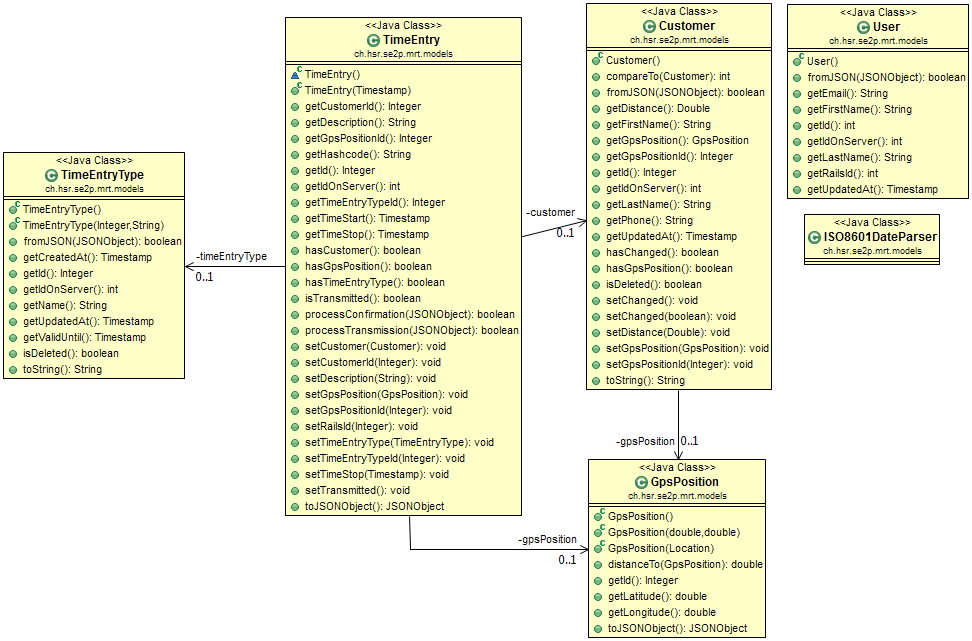 <<Java Class>>
TimeEntryType
ch.hsr.se2p.mrt.models
TimeEntryType()
TimeEntryType(Integer,String)
fromJSON(JSONObject): boolean
getCreatedAt(): Timestamp
getId(): Integer
getIdOnServer(): int
getName(): String
getUpdatedAt(): Timestamp
getValidUntil(): Timestamp
isDeleted(): boolean
toString(): String
-timeEntryType
0..1
<<Java Class>>
TimeEntry
ch.hsr.se2p.mrt.models
TimeEntry()
TimeEntry(Timestamp)
getCustomerId(): Integer
getDescription(): String
getGpsPositionId(): Integer
getHashcode(): String
getId(): Integer
getIdOnServer(): int
getTimeEntryTypeId(): Integer
getTimeStart(): Timestamp
getTimeStop(): Timestamp
hasCustomer(): boolean
hasGpsPosition(): boolean
hasTimeEntryType(): boolean
isTransmitted(): boolean
processConfirmation(JSONObject): boolean
processTransmission(JSONObject): boolean
setCustomer(Customer): void
setCustomerId(Integer): void
setDescription(String): void
setGpsPosition(GpsPosition): void
setGpsPositionId(Integer): void
setRailsId(Integer): void
setTimeEntryType(TimeEntryType): void
setTimeEntryTypeId(Integer): void
setTimeStop(Timestamp): void
setTransmitted(): void
toJSONObject(): JSONObject
-customer
0..1
-gpsPosition
0..1
<<Java Class>>
Customer
ch.hsr.se2p.mrt.models
Customer()
compareTo(Customer): int
fromJSON(JSONObject): boolean
getDistance(): Double
getFirstName(): String
getGpsPosition(): GpsPosition
getGpsPositionId(): Integer
getId(): Integer
getIdOnServer(): int
getLastName(): String
getPhone(): String
getUpdatedAt(): Timestamp
hasChanged(): boolean
hasGpsPosition(): boolean
isDeleted(): boolean
setChanged(): void
setChanged(boolean): void
setDistance(Double): void
setGpsPosition(GpsPosition): void
setGpsPositionId(Integer): void
toString(): String
-gpsPosition
0..1
<<Java Class>>
GpsPosition
ch.hsr.se2p.mrt.models
GpsPosition()
GpsPosition(double,double)
GpsPosition(Location)
distanceTo(GpsPosition): double
getId(): Integer
getLatitude(): double
getLongitude(): double
toJSONObject(): JSONObject
<<Java Class>>
User
ch.hsr.se2p.mrt.models
User()
fromJSON(JSONObject): boolean
getEmail(): String
getFirstName(): String
getId(): int
getIdOnServer(): int
getLastName(): String
getRailsId(): int
getUpdatedAt(): Timestamp
<<Java Class>>
ISO8601DateParser
ch.hsr.se2p.mrt.models